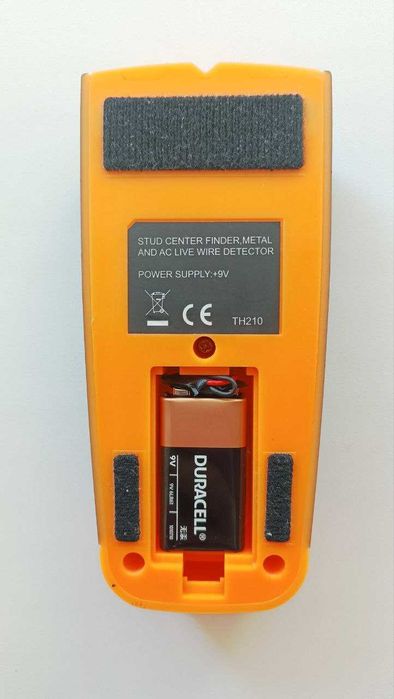 STUD CENTER FINDER,METAL
AND AC LIVE WIRE DETECTOR
POWER SUPPLY:+9V
CE
TH210
DURACELL®
9V